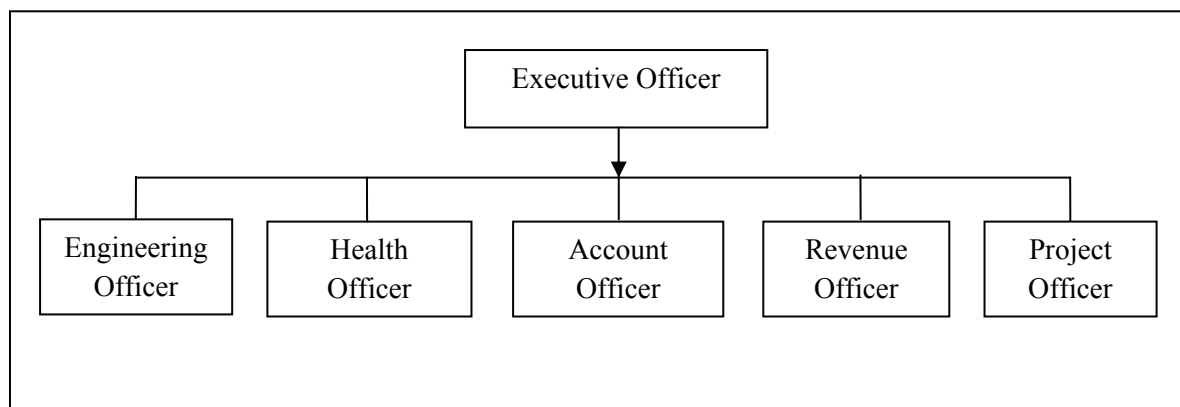 Executive Officer
Engineering
Officer
Health
Officer
Account
Officer
Revenue
Officer
Project
Officer